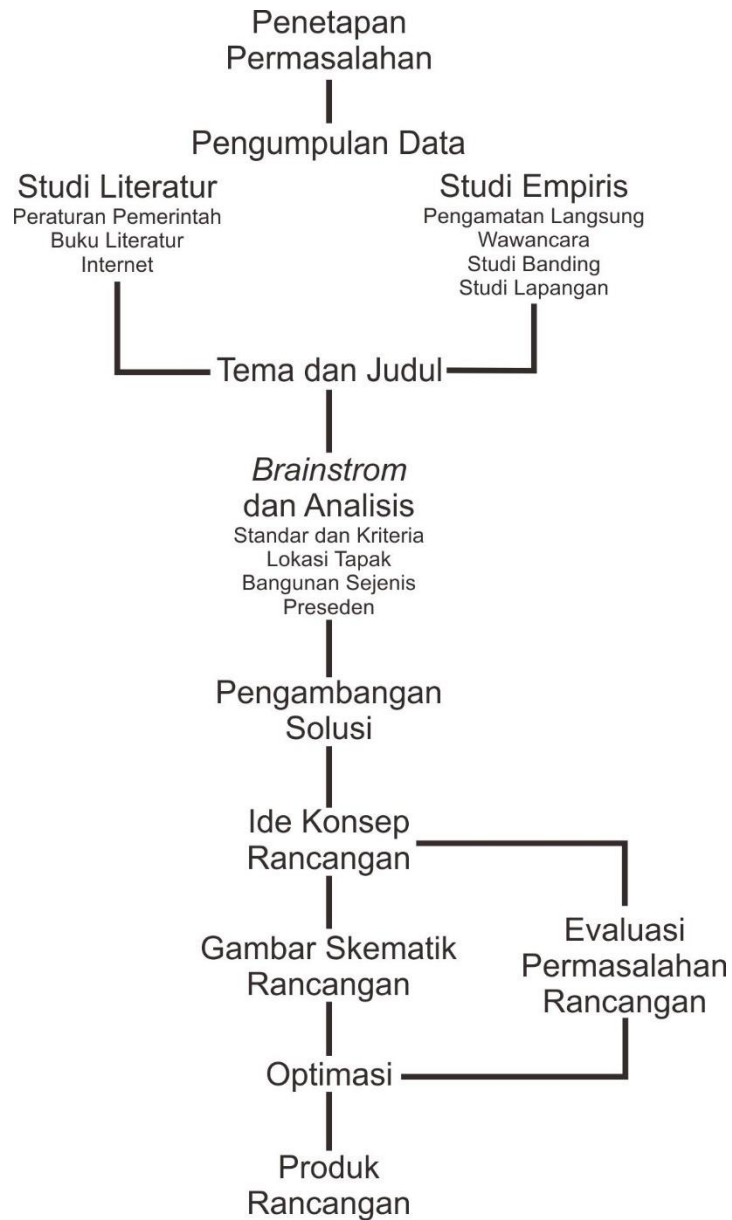 Penetapan
Permasalahan
Pengumpulan Data
Studi Literatur
Peraturan Pemerintah
Buku Literatur
Internet
Studi Empiris
Pengamatan Langsung
Wawancara
Studi Banding
Studi Lapangan
Tema dan Judul
Brainstrom
dan Analisis
Standar dan Kriteria
Lokasi Tapak
Bangunan Sejenis
Preseden
Pengambangan
Solusi
Ide Konsep
Rancangan
Gambar Skematik
Rancangan
Evaluasi
Permasalahan
Rancangan
Optimasi
Produk
Rancangan